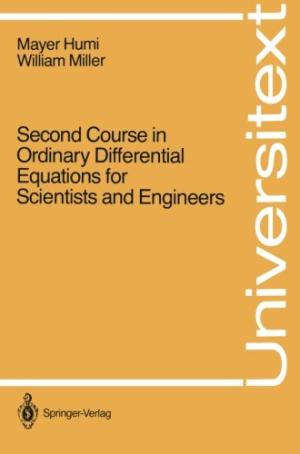 Mayer Humi
William Miller
Second Course in
Ordinary Differential
Equations for
Scientists and Engineers
Universitext
Springer-Verlag